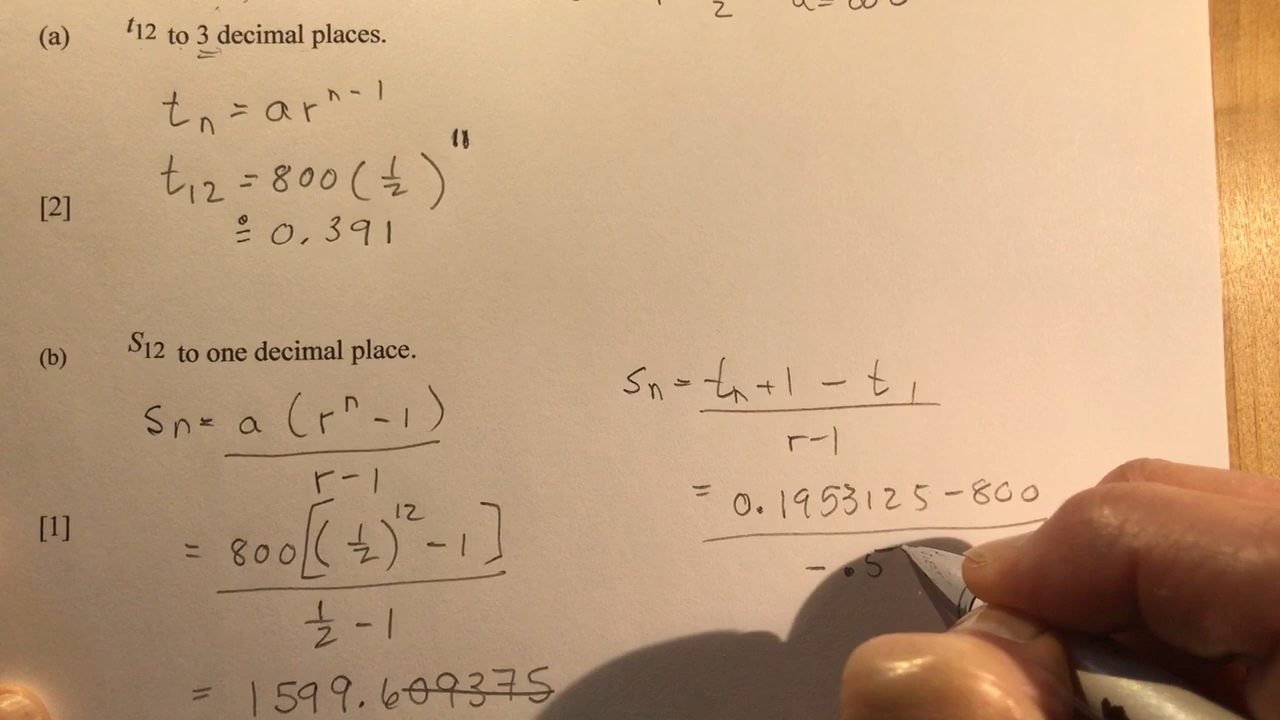 2
(a) t12 to 3 decimal places.
tn = ar^n-1
t12 = 800 (1/2)^11
[2]
≐ 0.391
(b) S12 to one decimal place.
Sn = a (r^n - 1) / r - 1
[1]
= 800[(1/2)^12 - 1] / 1/2 - 1
= 1599.609375
Sn = tn+1 - t1 / r-1
= 0.1953125 - 800 / -.5